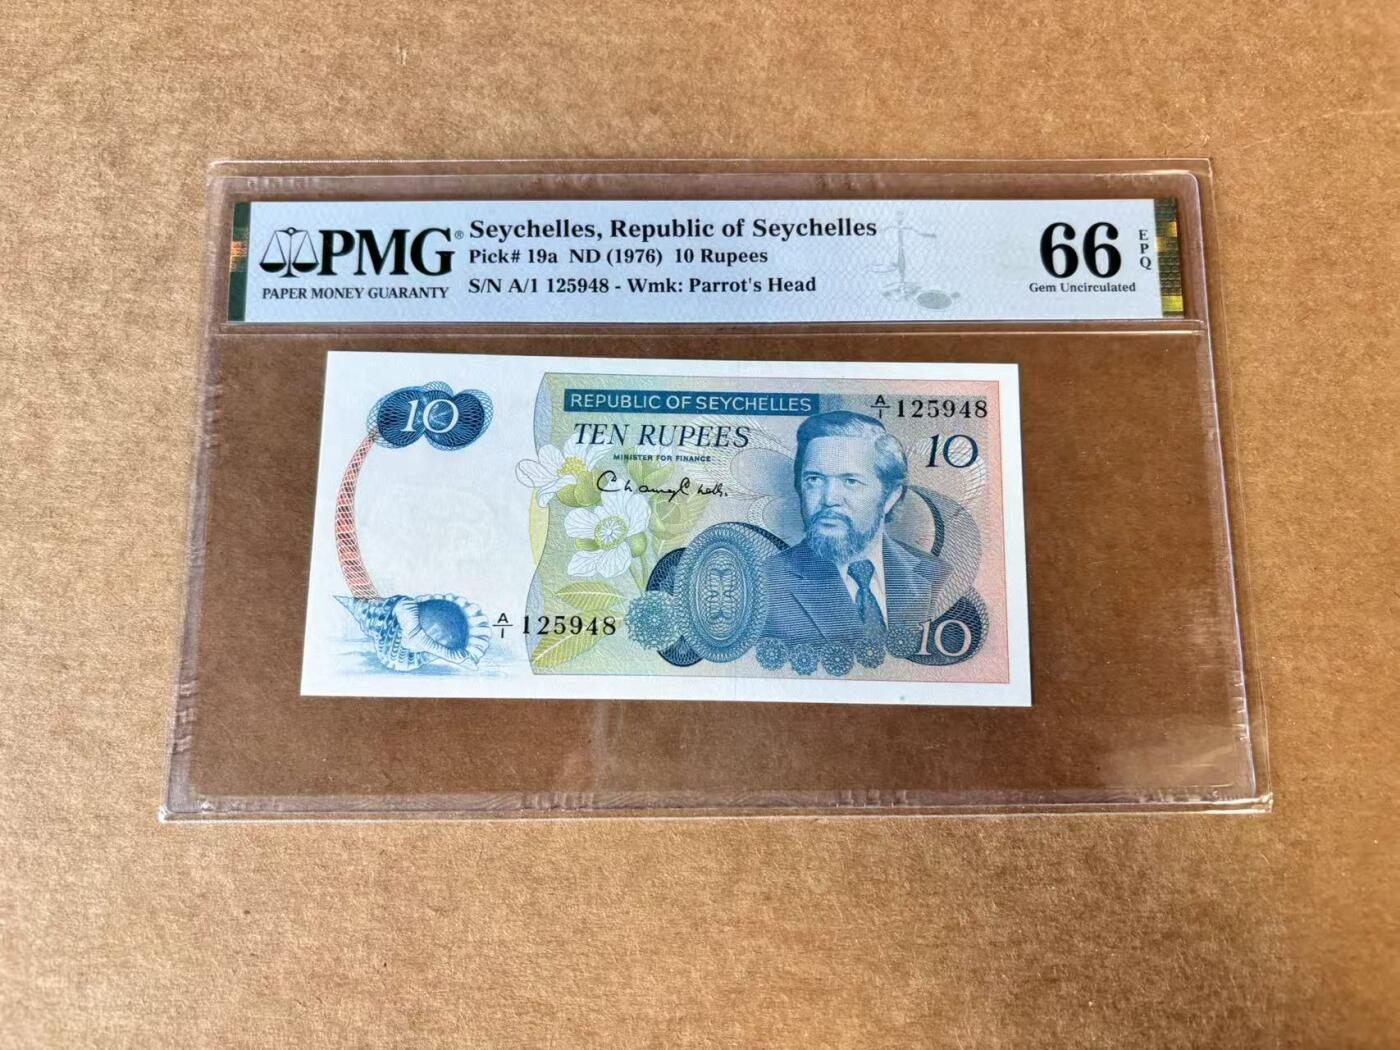 PMG®
PAPER MONEY GUARANTY
Seychelles, Republic of Seychelles
Pick# 19a ND (1976) 10 Rupees
S/N A/1 125948 - Wmk: Parrot's Head
66
EPQ
Gem Uncirculated
10
REPUBLIC OF SEYCHELLES
A/1 125948
TEN RUPEES
10
MINISTER FOR FINANCE
A/1 125948
10